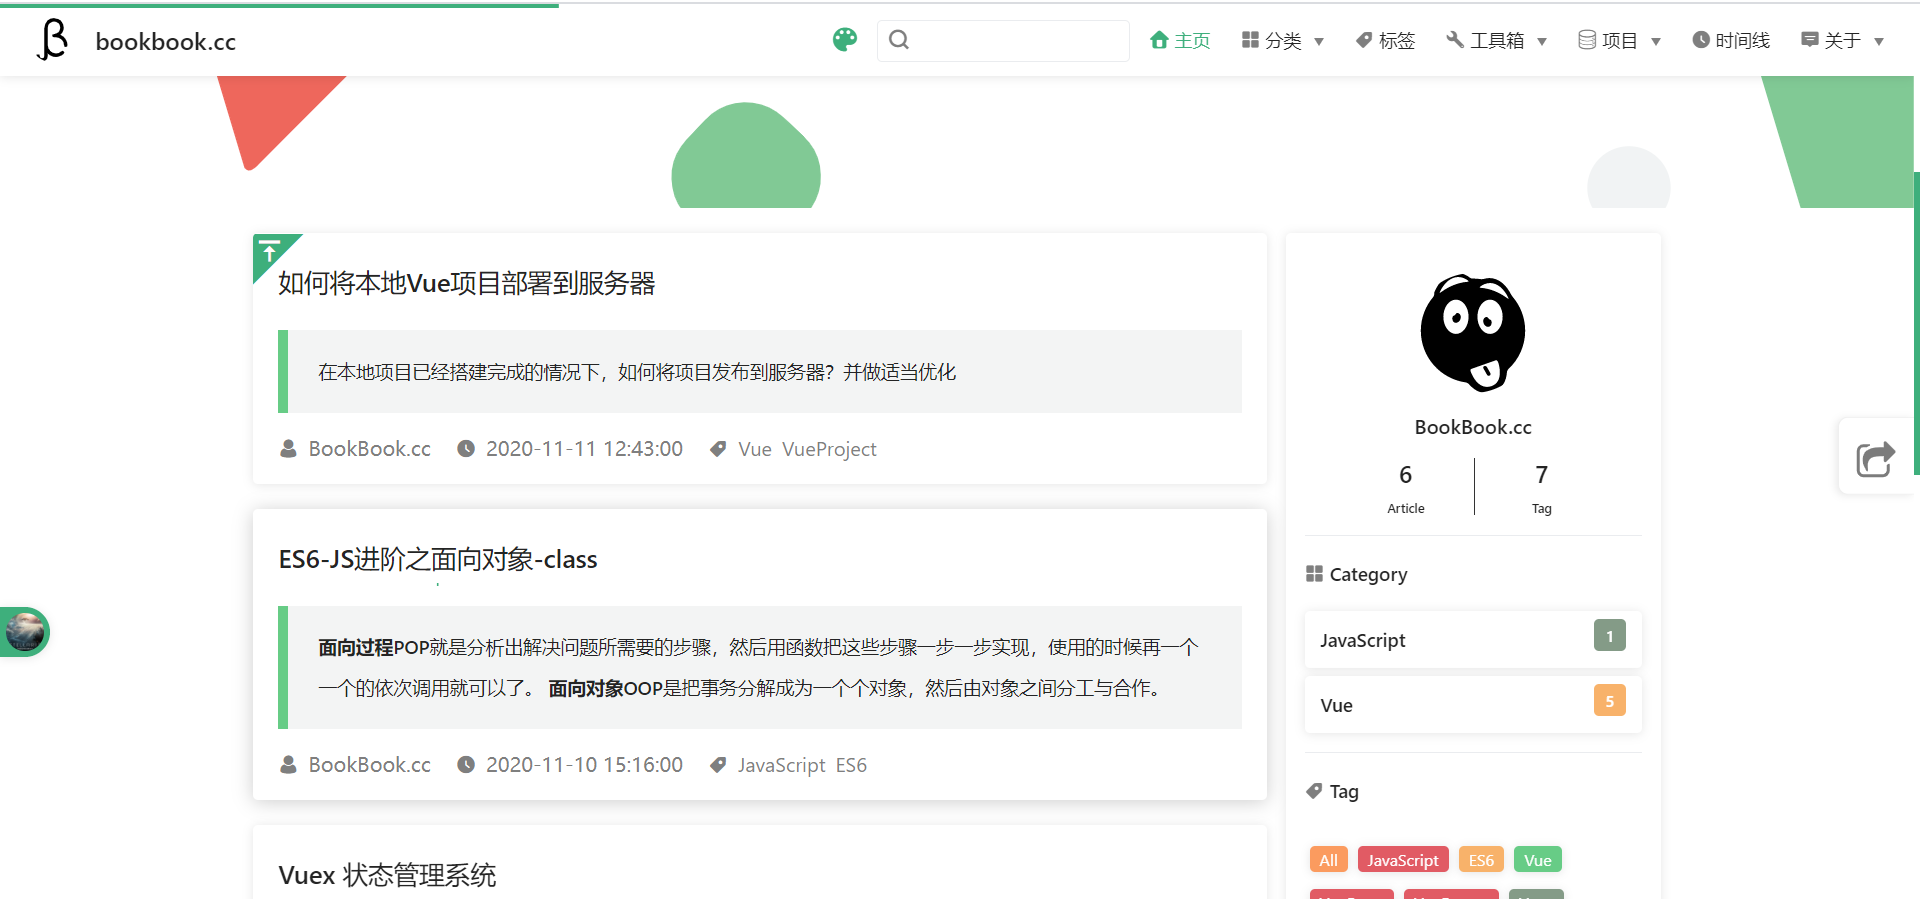 bookbook.cc
主页
分类
标签
工具箱
项目
时间线
关于
如何将本地Vue项目部署到服务器
在本地项目已经搭建完成的情况下，如何将项目发布到服务器？并做适当优化
BookBook.cc 2020-11-11 12:43:00 Vue VueProject
ES6-JS进阶之面向对象-class
面向过程POP就是分析出解决问题所需要的步骤，然后用函数把这些步骤一步一步实现，使用的时候再一个
一个的依次调用就可以了。 面向对象OOP是把事务分解成为一个个对象，然后由对象之间分工与合作。
BookBook.cc 2020-11-10 15:16:00 JavaScript ES6
Vuex 状态管理系统
BookBook.cc
6 7
Article Tag
Category
JavaScript 1
Vue 5
Tag
All JavaScript ES6 Vue